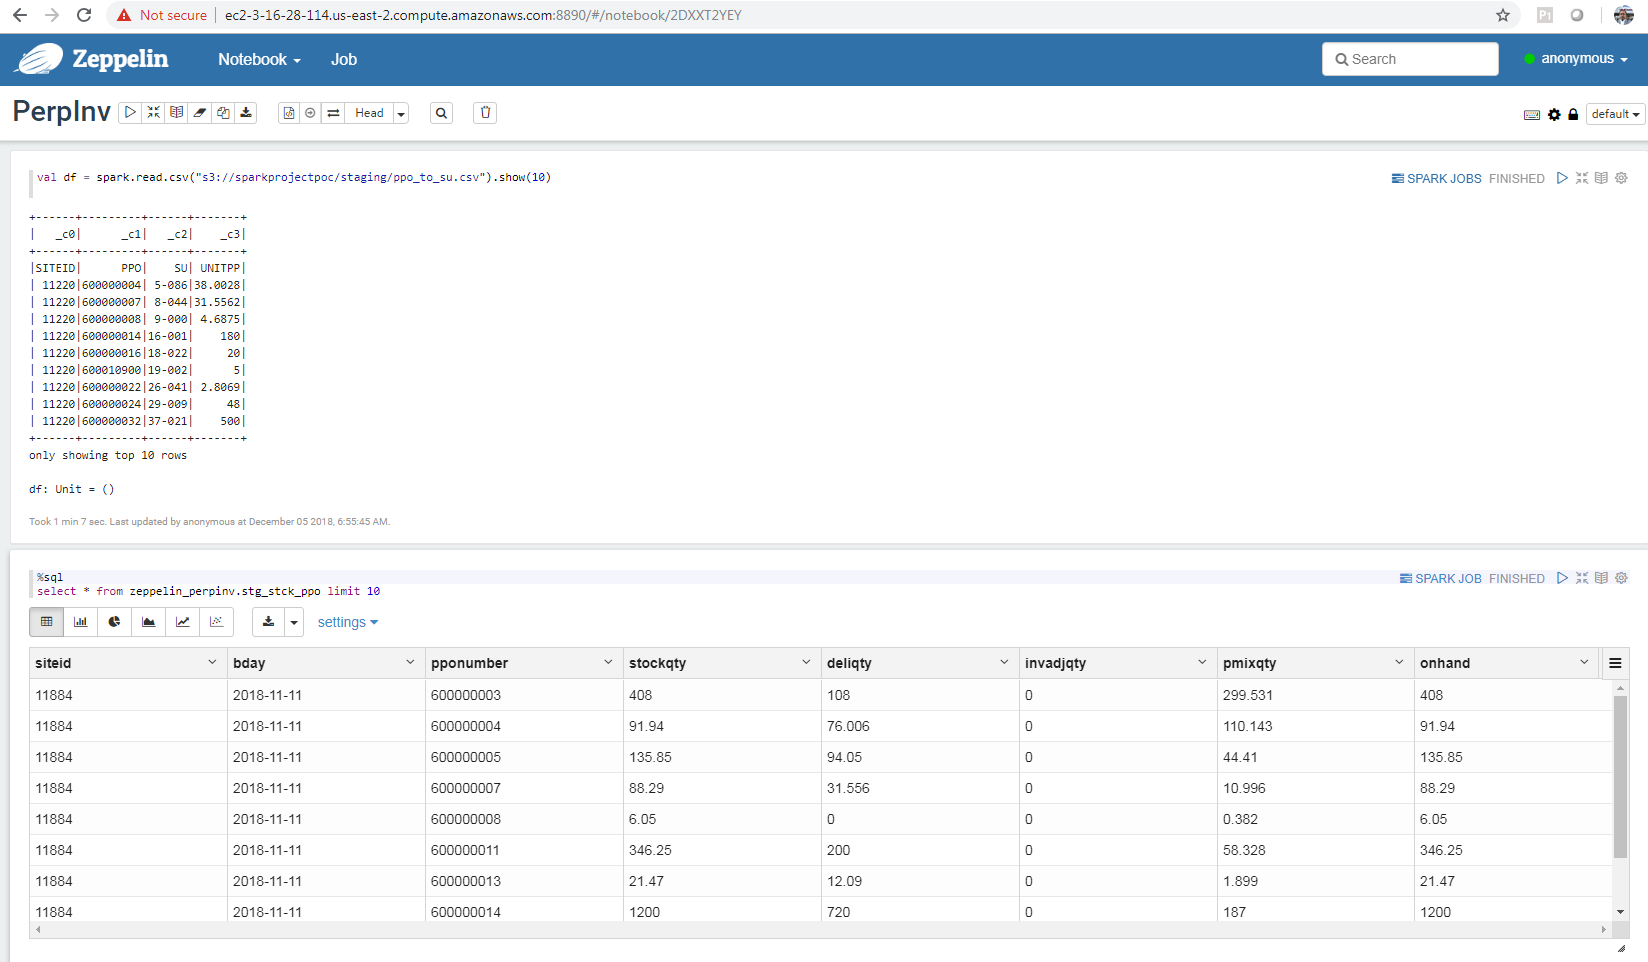 Not secure | ec2-3-16-28-114.us-east-2.compute.amazonaws.com:8890/#/notebook/2DXXT2YEY
Zeppelin Notebook Job Search anonymous
PerpInv Head default
val df = spark.read.csv("s3://sparkprojectpoc/staging/ppo_to_su.csv").show(10) SPARK JOBS FINISHED
+------+---------+------+-------+
|   _c0|      _c1|   _c2|    _c3|
+------+---------+------+-------+
|SITEID|      PPO|    SU| UNITPP|
| 11220|600000004| 5-086|38.0028|
| 11220|600000007| 8-044|31.5562|
| 11220|600000008| 9-000| 4.6875|
| 11220|600000014|16-001|    180|
| 11220|600000016|18-022|     20|
| 11220|600010900|19-002|      5|
| 11220|600000022|26-041| 2.8069|
| 11220|600000024|29-009|     48|
| 11220|600000032|37-021|    500|
+------+---------+------+-------+
only showing top 10 rows
df: Unit = ()
Took 1 min 7 sec. Last updated by anonymous at December 05 2018, 6:55:45 AM.
%sql SPARK JOB FINISHED
select * from zeppelin_perpinv.stg_stck_ppo limit 10
settings
siteid bday pponumber stockqty deliqty invadjqty pmixqty onhand
11884 2018-11-11 600000003 408 108 0 299.531 408
11884 2018-11-11 600000004 91.94 76.006 0 110.143 91.94
11884 2018-11-11 600000005 135.85 94.05 0 44.41 135.85
11884 2018-11-11 600000007 88.29 31.556 0 10.996 88.29
11884 2018-11-11 600000008 6.05 0 0 0.382 6.05
11884 2018-11-11 600000011 346.25 200 0 58.328 346.25
11884 2018-11-11 600000013 21.47 12.09 0 1.899 21.47
11884 2018-11-11 600000014 1200 720 0 187 1200